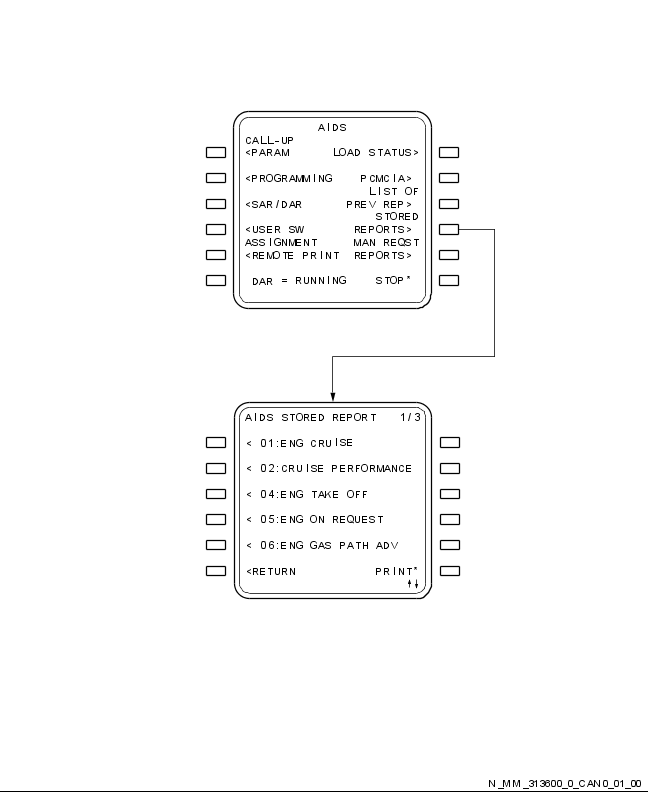 AIDS
CALL-UP
<PARAM LOAD STATUS>
<PROGRAMMING PCMCIA>
LIST OF
<SAR/DAR PREV REP>
STORED
<USER SW REPORTS>
ASSIGNMENT MAN REQST
<REMOTE PRINT REPORTS>
DAR = RUNNING STOP*
AIDS STORED REPORT 1/3
< 01:ENG CRUISE
< 02:CRUISE PERFORMANCE
< 04:ENG TAKE OFF
< 05:ENG ON REQUEST
< 06:ENG GAS PATH ADV
<RETURN PRINT*
↑↓
N_MM_313600_0_CAN0_01_00